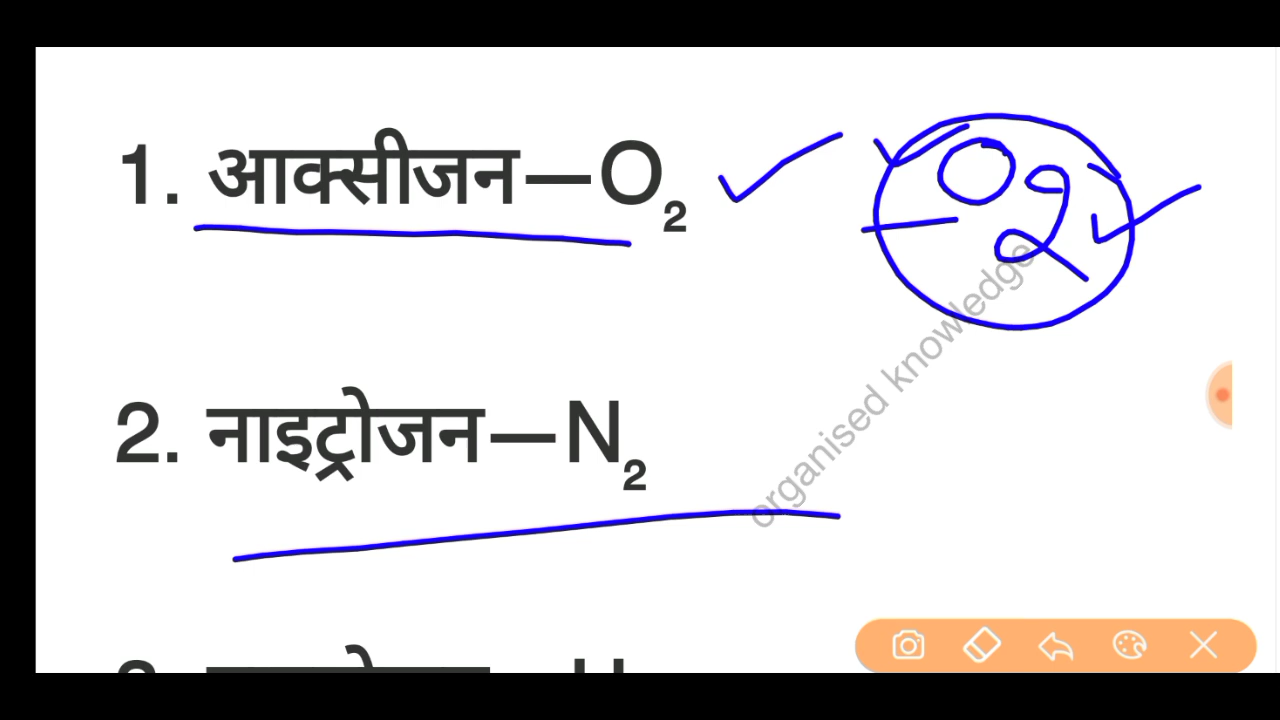 1. आक्सीजन—O₂
O2
2. नाइट्रोजन—N₂
organised knowledge